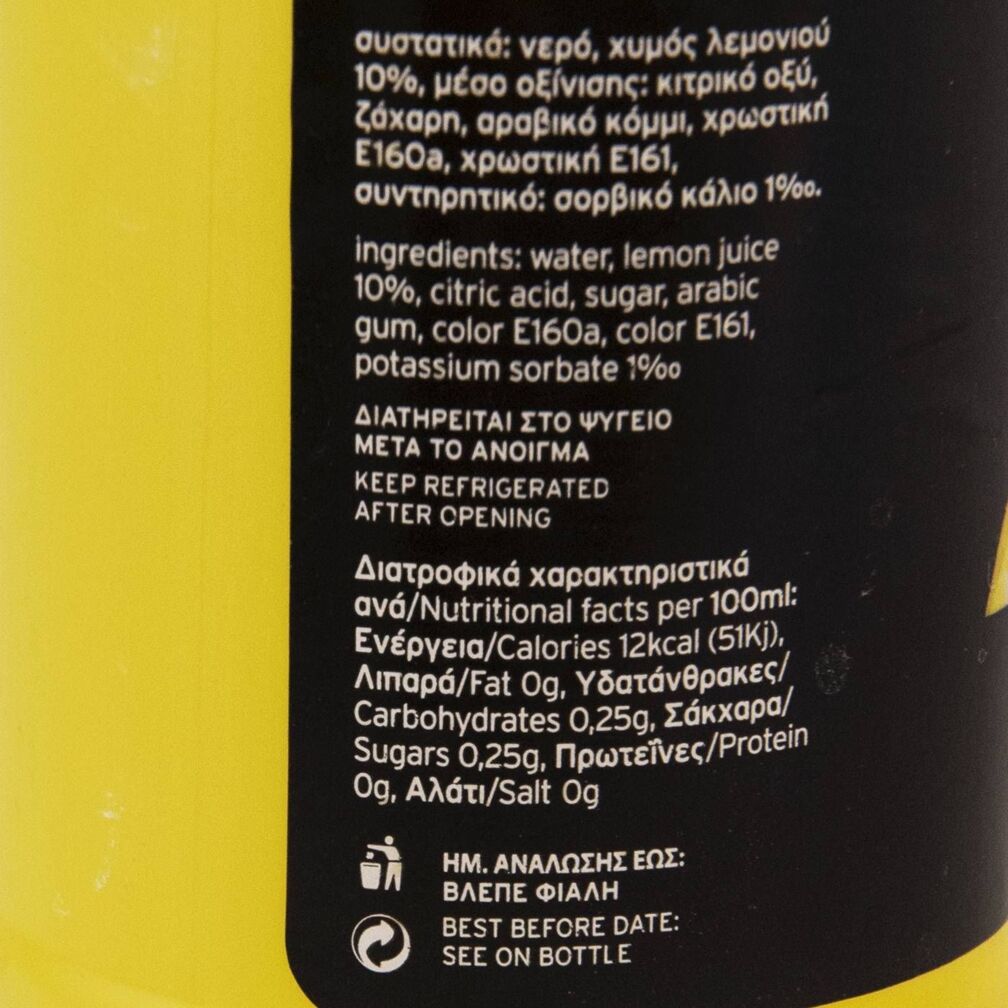 συστατικά: νερό, χυμός λεμονιού
10%, μέσο οξίνισης: κιτρικό οξύ,
ζάχαρη, αραβικό κόμμι, χρωστική
E160a, χρωστική E161,
συντηρητικό: σορβικό κάλιο 1‰.
ingredients: water, lemon juice
10%, citric acid, sugar, arabic
gum, color E160a, color E161,
potassium sorbate 1‰
ΔΙΑΤΗΡΕΙΤΑΙ ΣΤΟ ΨΥΓΕΙΟ
ΜΕΤΑ ΤΟ ΑΝΟΙΓΜΑ
KEEP REFRIGERATED
AFTER OPENING
Διατροφικά χαρακτηριστικά
ανά/Nutritional facts per 100ml:
Ενέργεια/Calories 12kcal (51Kj),
Λιπαρά/Fat 0g, Υδατάνθρακες/
Carbohydrates 0,25g, Σάκχαρα/
Sugars 0,25g, Πρωτεΐνες/Protein
0g, Αλάτι/Salt 0g
ΗΜ. ΑΝΑΛΩΣΗΣ ΕΩΣ:
ΒΛΕΠΕ ΦΙΑΛΗ
BEST BEFORE DATE:
SEE ON BOTTLE